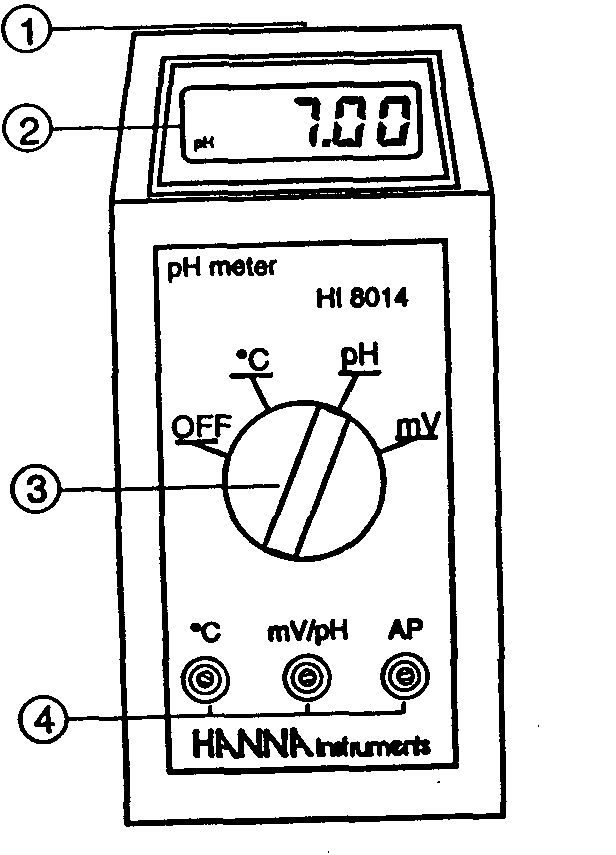 1
2
pH 7.00
pH meter
HI 8014
°C pH
OFF mV
3
°C mV/pH AP
4
HANNA instruments